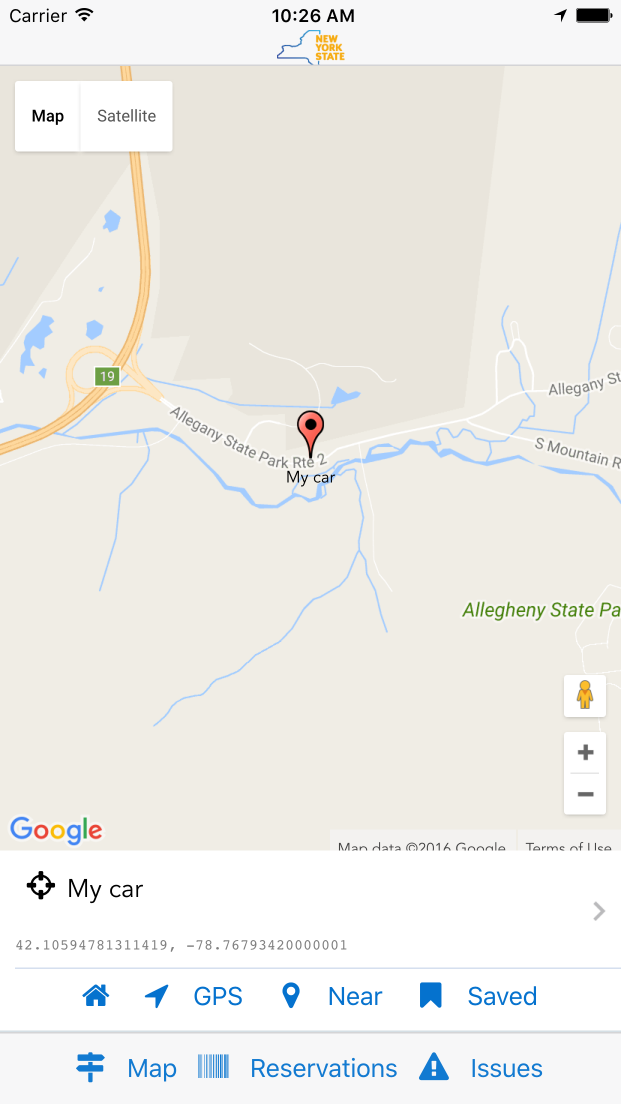 Carrier 10:26 AM
NEW
YORK
STATE
Map Satellite
19
Allegany St
Allegany State Park Rte 2
S Mountain R
My car
Allegheny State Pa
+
−
Google
Map data ©2016 Google Terms of Use
My car
42.10594781311419, -78.76793420000001
GPS Near Saved
Map Reservations Issues